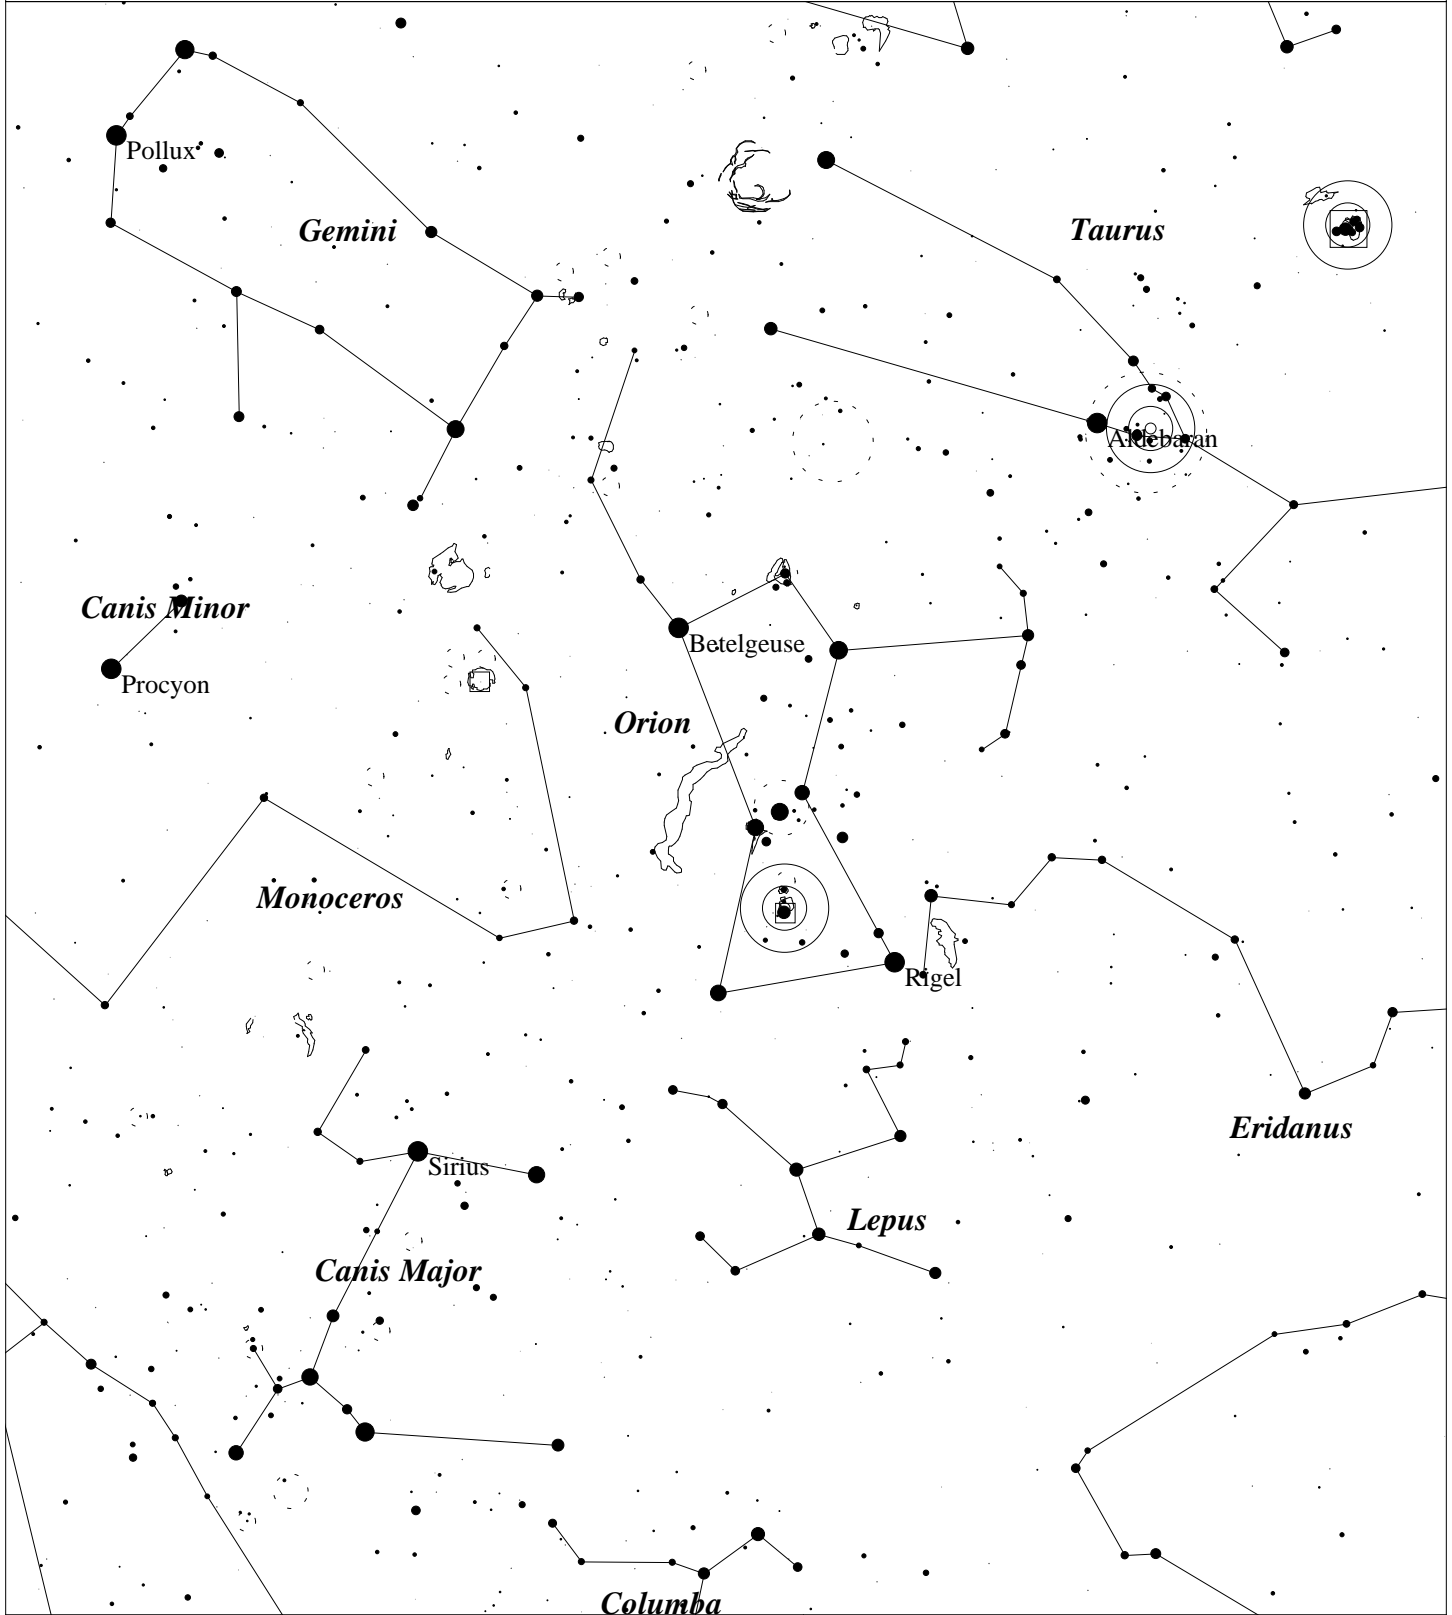 Pollux
Gemini
Taurus
Aldebaran
Canis Minor
Betelgeuse
Procyon
Orion
Monoceros
Rigel
Eridanus
Sirius
Lepus
Canis Major
Columba